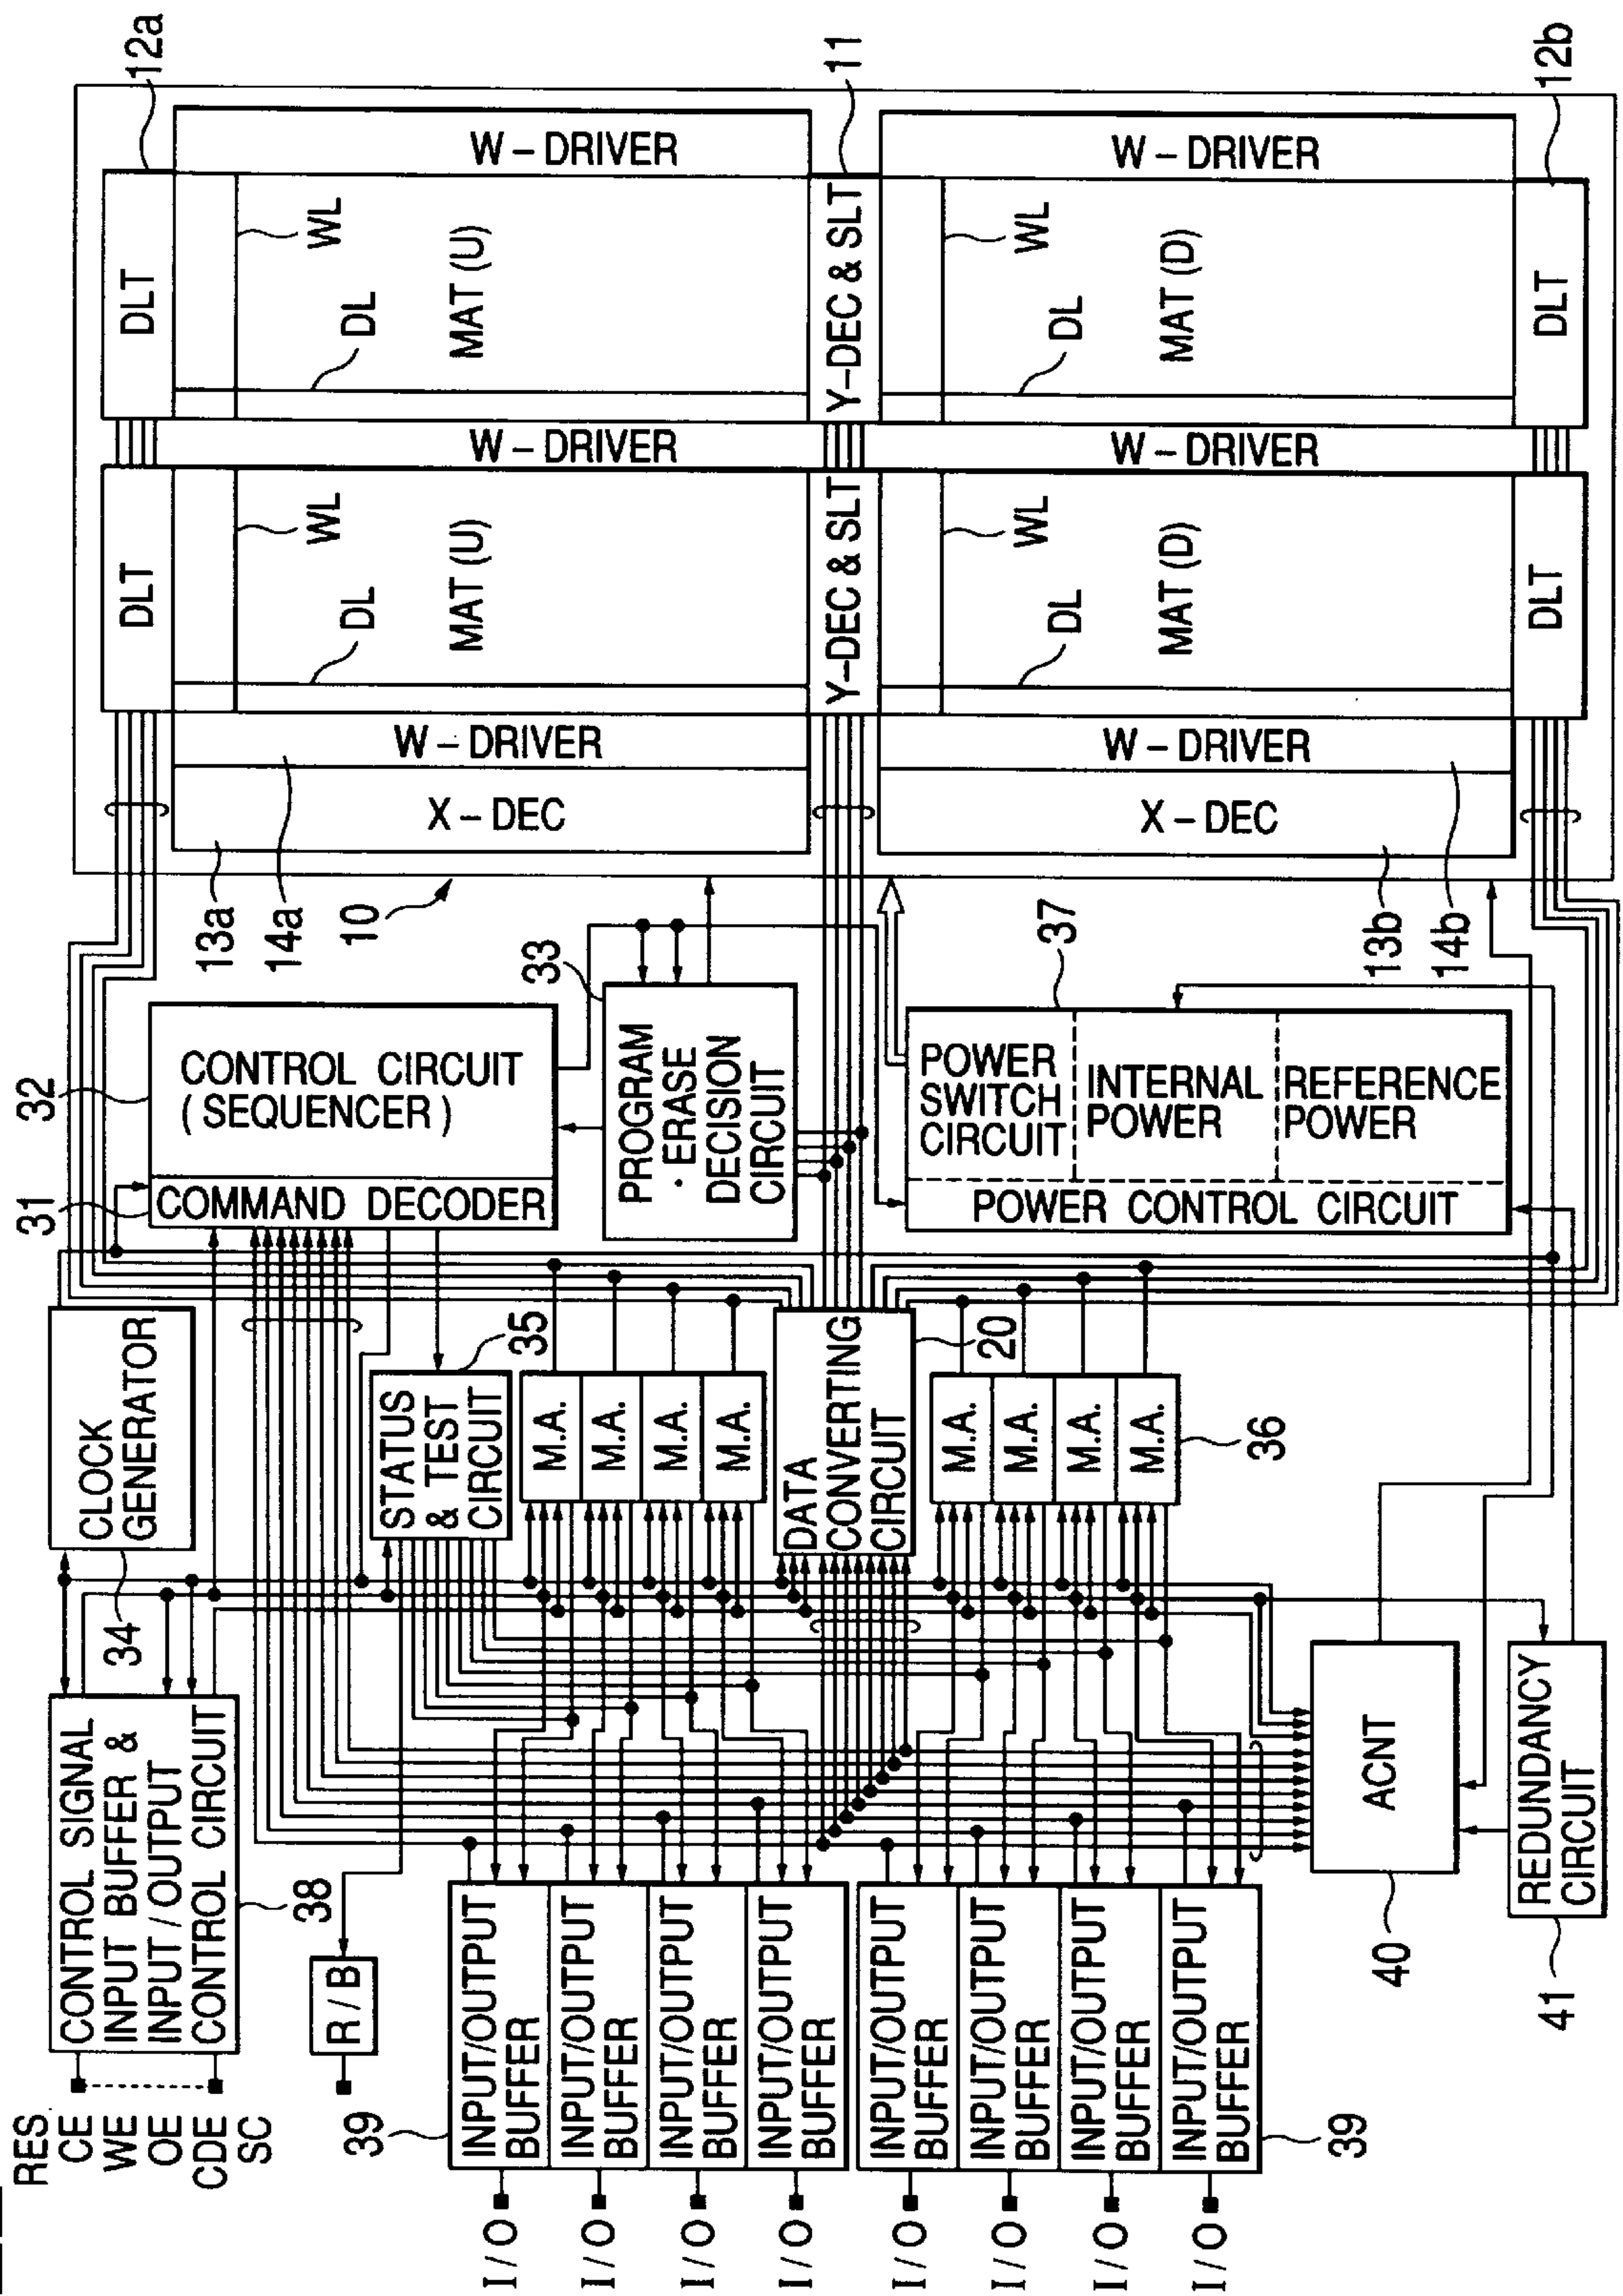 RES
CE
WE
OE
CDE
SC
CONTROL SIGNAL
INPUT BUFFER &
INPUT / OUTPUT
CONTROL CIRCUIT
38
R / B
34
CLOCK
GENERATOR
31
32
CONTROL CIRCUIT
( SEQUENCER )
COMMAND DECODER
35
STATUS
& TEST
CIRCUIT
33
PROGRAM
· ERASE
DECISION
CIRCUIT
M.A.
M.A.
M.A.
M.A.
DATA
CONVERTING
CIRCUIT
20
M.A.
M.A.
M.A.
M.A.
36
37
POWER
SWITCH
CIRCUIT
INTERNAL
POWER
REFERENCE
POWER
POWER CONTROL CIRCUIT
39
I / O
INPUT/OUTPUT
BUFFER
I / O
INPUT/OUTPUT
BUFFER
I / O
INPUT/OUTPUT
BUFFER
I / O
INPUT/OUTPUT
BUFFER
I / O
INPUT/OUTPUT
BUFFER
I / O
INPUT/OUTPUT
BUFFER
I / O
INPUT/OUTPUT
BUFFER
I / O
INPUT/OUTPUT
BUFFER
39
ACNT
40
REDUNDANCY
CIRCUIT
41
10
13a
14a
13b
14b
X – DEC
W – DRIVER
X – DEC
W – DRIVER
DLT
WL
DL
MAT (U)
W – DRIVER
DLT
WL
DL
MAT (U)
W – DRIVER
12a
Y–DEC & SLT
Y–DEC & SLT
11
WL
DL
MAT (D)
DLT
W – DRIVER
WL
DL
MAT (D)
DLT
W – DRIVER
12b